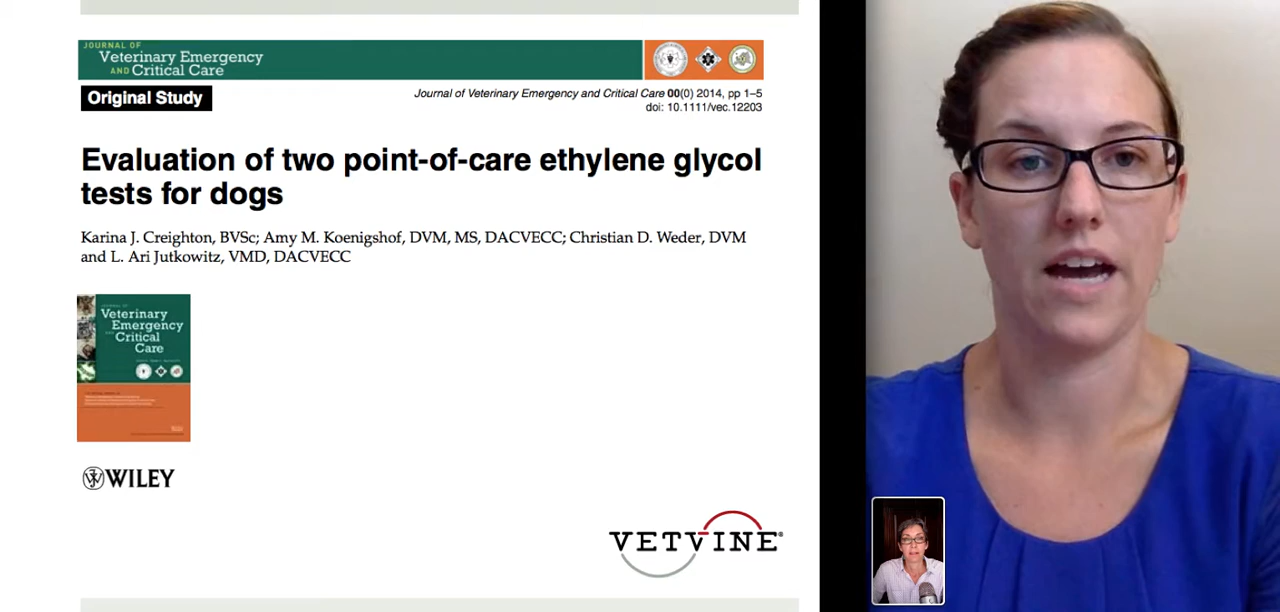 JOURNAL OF
Veterinary Emergency
AND Critical Care
Original Study
Journal of Veterinary Emergency and Critical Care 00(0) 2014, pp 1–5
doi: 10.1111/vec.12203
Evaluation of two point-of-care ethylene glycol
tests for dogs
Karina J. Creighton, BVSc; Amy M. Koenigshof, DVM, MS, DACVECC; Christian D. Weder, DVM
and L. Ari Jutkowitz, VMD, DACVECC
JOURNAL OF
Veterinary
Emergency
AND Critical
Care
WILEY
VETVINE®